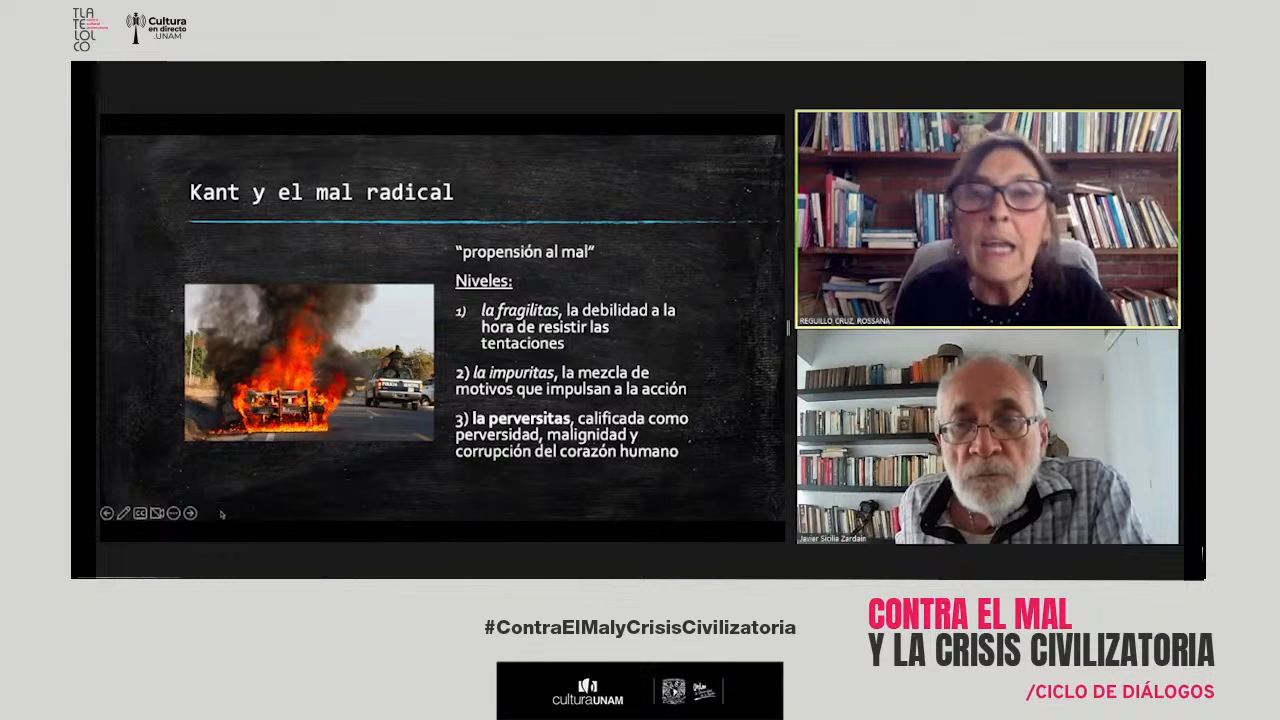 TLA
TE
LOL
CO
Cultura
en directo
.UNAM
Kant y el mal radical
“propensión al mal”
Niveles:
1) la fragilitas, la debilidad a la
hora de resistir las
tentaciones
2) la impuritas, la mezcla de
motivos que impulsan a la acción
3) la perversitas, calificada como
perversidad, malignidad y
corrupción del corazón humano
REGUILLO CRUZ, ROSSANA
Javier Sicilia Zardain
#ContraElMalyCrisisCivilizatoria
CONTRA EL MAL
Y LA CRISIS CIVILIZATORIA
/CICLO DE DIÁLOGOS
culturaUNAM